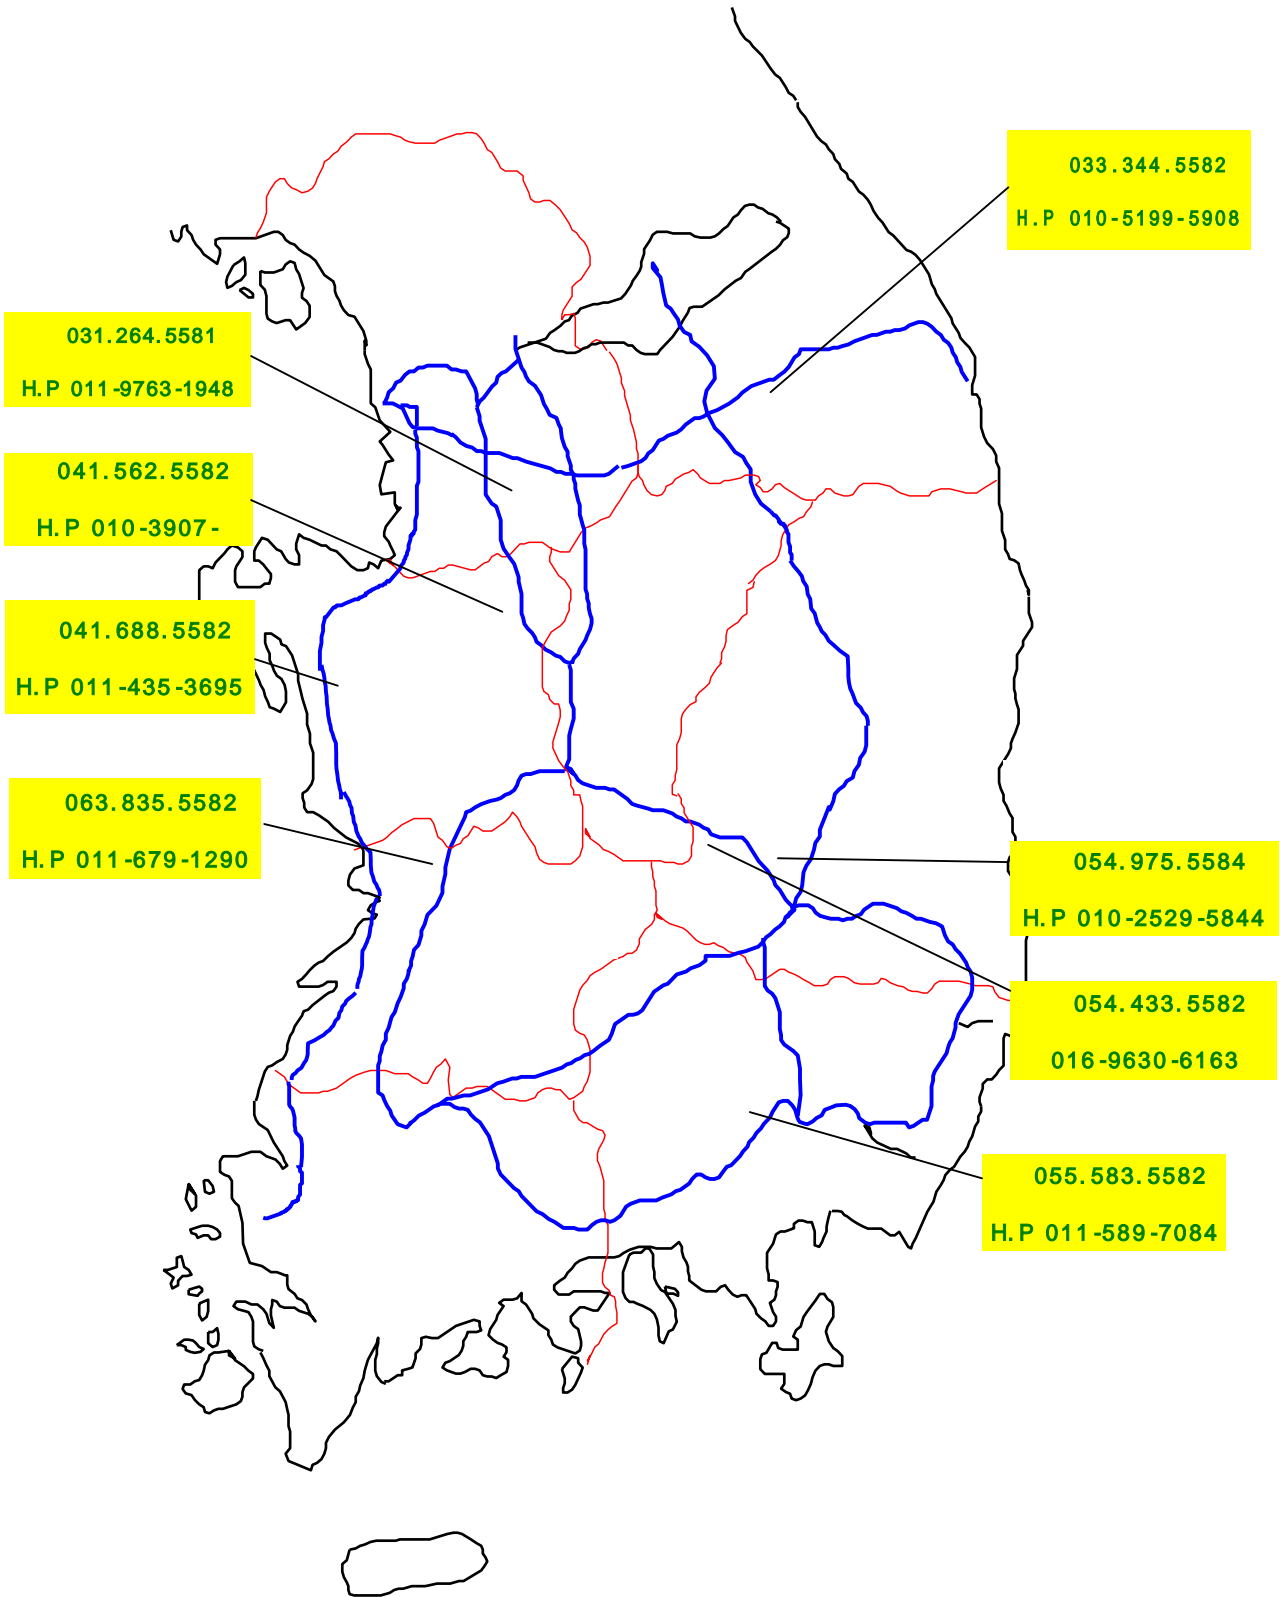 033.344.5582
H.P 010-5199-5908
031.264.5581
H.P 011-9763-1948
041.562.5582
H.P 010-3907-
041.688.5582
H.P 011-435-3695
063.835.5582
H.P 011-679-1290
054.975.5584
H.P 010-2529-5844
054.433.5582
016-9630-6163
055.583.5582
H.P 011-589-7084